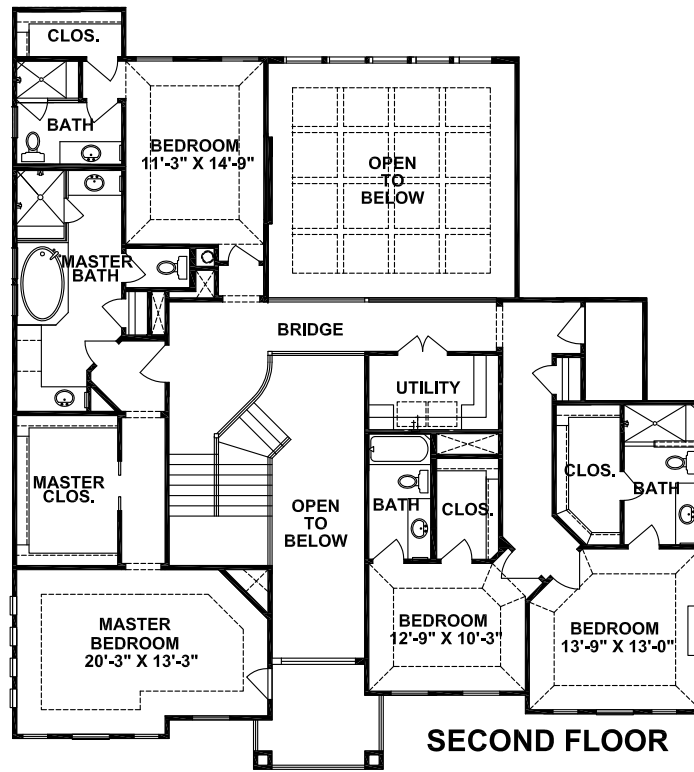 CLOS.
BATH
BEDROOM
11'-3" X 14'-9"
OPEN
TO
BELOW
MASTER
BATH
BRIDGE
UTILITY
MASTER
CLOS.
OPEN
TO
BELOW
BATH
CLOS.
CLOS.
BATH
MASTER
BEDROOM
20'-3" X 13'-3"
BEDROOM
12'-9" X 10'-3"
BEDROOM
13'-9" X 13'-0"
SECOND FLOOR